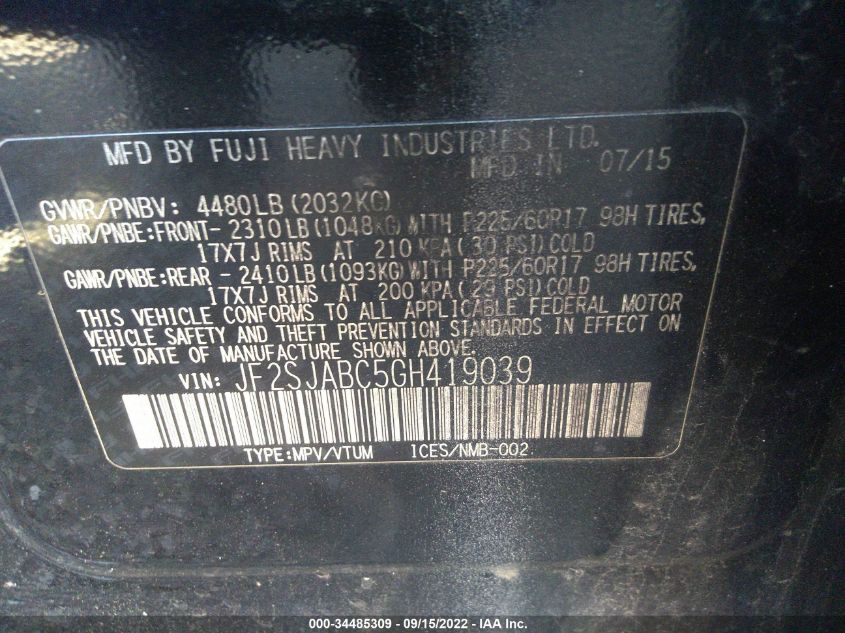 MFD BY FUJI HEAVY INDUSTRIES LTD.
MFD IN 07/15
GVWR/PNBV: 4480LB (2032KG)
GAWR/PNBE:FRONT- 2310LB (1048KG) WITH P225/60R17 98H TIRES,
17X7J RIMS AT 210 KPA( 30 PSI) COLD
GAWR/PNBE:REAR - 2410LB (1093KG) WITH P225/60R17 98H TIRES,
17X7J RIMS AT 200 KPA( 29 PSI) COLD
THIS VEHICLE CONFORMS TO ALL APPLICABLE FEDERAL MOTOR
VEHICLE SAFETY AND THEFT PREVENTION STANDARDS IN EFFECT ON
THE DATE OF MANUFACTURE SHOWN ABOVE.
VIN: JF2SJABC5GH419039
TYPE:MPV/VTUM ICES/NMB-002
000-34485309 - 09/15/2022 - IAA Inc.